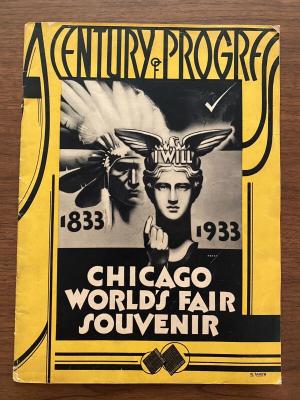 A CENTURY OF PROGRESS
I WILL
1833
1933
CHICAGO
WORLD'S FAIR
SOUVENIR